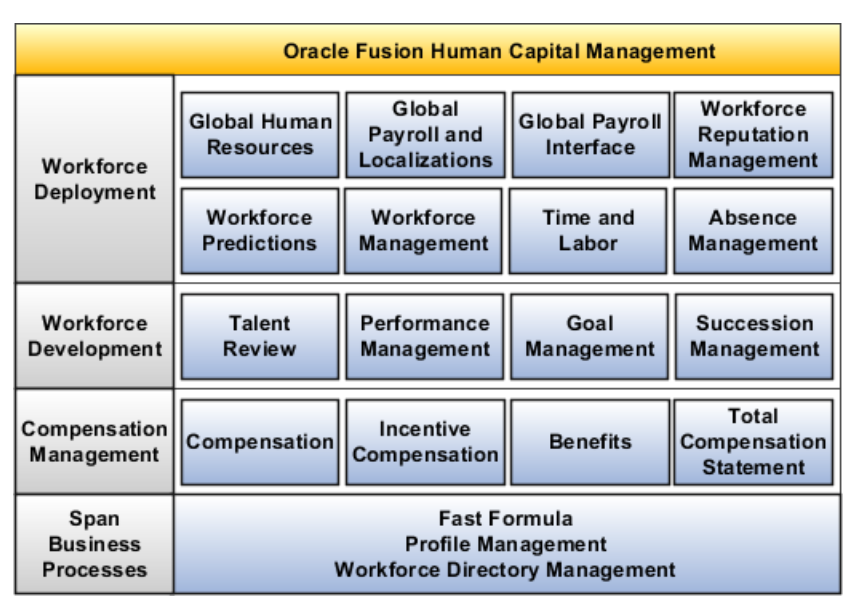 Oracle Fusion Human Capital Management
Workforce
Deployment
Global Human
Resources
Global
Payroll and
Localizations
Global Payroll
Interface
Workforce
Reputation
Management
Workforce
Predictions
Workforce
Management
Time and
Labor
Absence
Management
Workforce
Development
Talent
Review
Performance
Management
Goal
Management
Succession
Management
Compensation
Management
Compensation
Incentive
Compensation
Benefits
Total
Compensation
Statement
Span
Business
Processes
Fast Formula
Profile Management
Workforce Directory Management